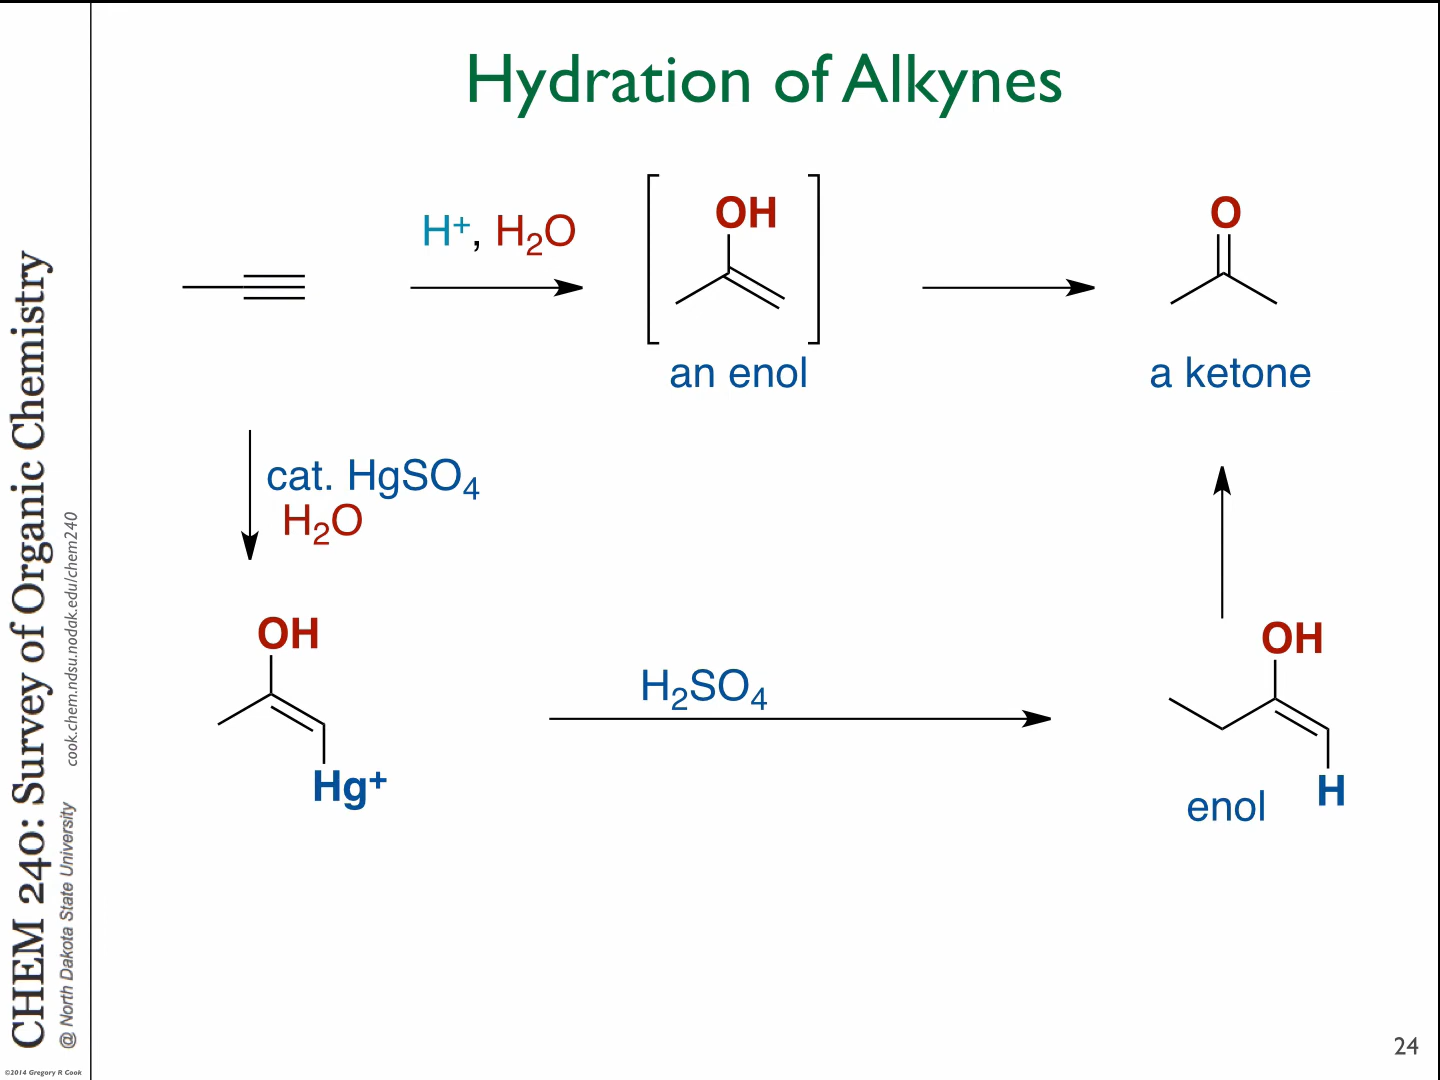 Hydration of Alkynes
H⁺, H₂O
OH
an enol
O
a ketone
cat. HgSO₄
H₂O
OH
Hg⁺
H₂SO₄
OH
H
enol
24
CHEM 240: Survey of Organic Chemistry
@ North Dakota State University
cook.chem.ndsu.nodak.edu/chem240
©2014 Gregory R Cook